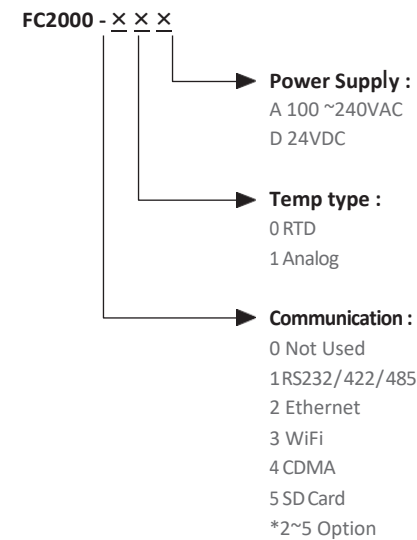 FC2000 - × × ×
Power Supply :
A 100 ~240VAC
D 24VDC
Temp type :
0 RTD
1 Analog
Communication :
0 Not Used
1 RS232/422/485
2 Ethernet
3 WiFi
4 CDMA
5 SD Card
*2~5 Option